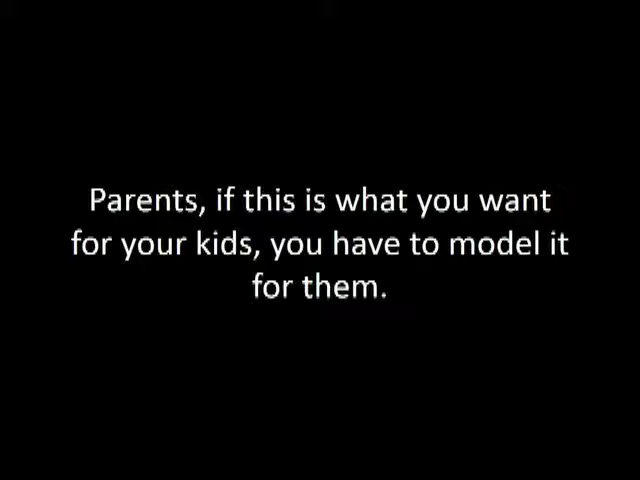 Parents, if this is what you want
for your kids, you have to model it
for them.